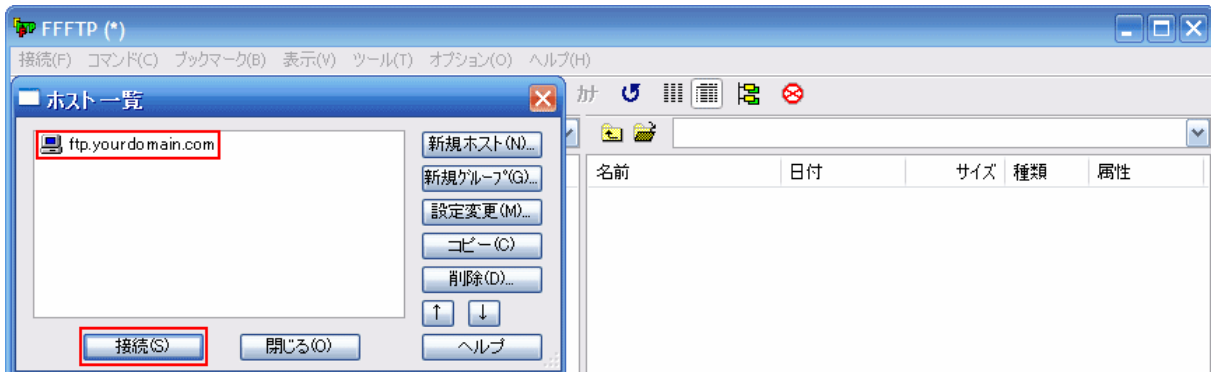 FFFTP (*)
接続(F) コマンド(C) ブックマーク(B) 表示(V) ツール(T) オプション(O) ヘルプ(H)
ホスト一覧
ftp.yourdomain.com
新規ホスト(N)...
新規グループ(G)...
設定変更(M)...
コピー(C)
削除(D)...
↑ ↓
接続(S) 閉じる(O) ヘルプ
カナ
名前 日付 サイズ 種類 属性